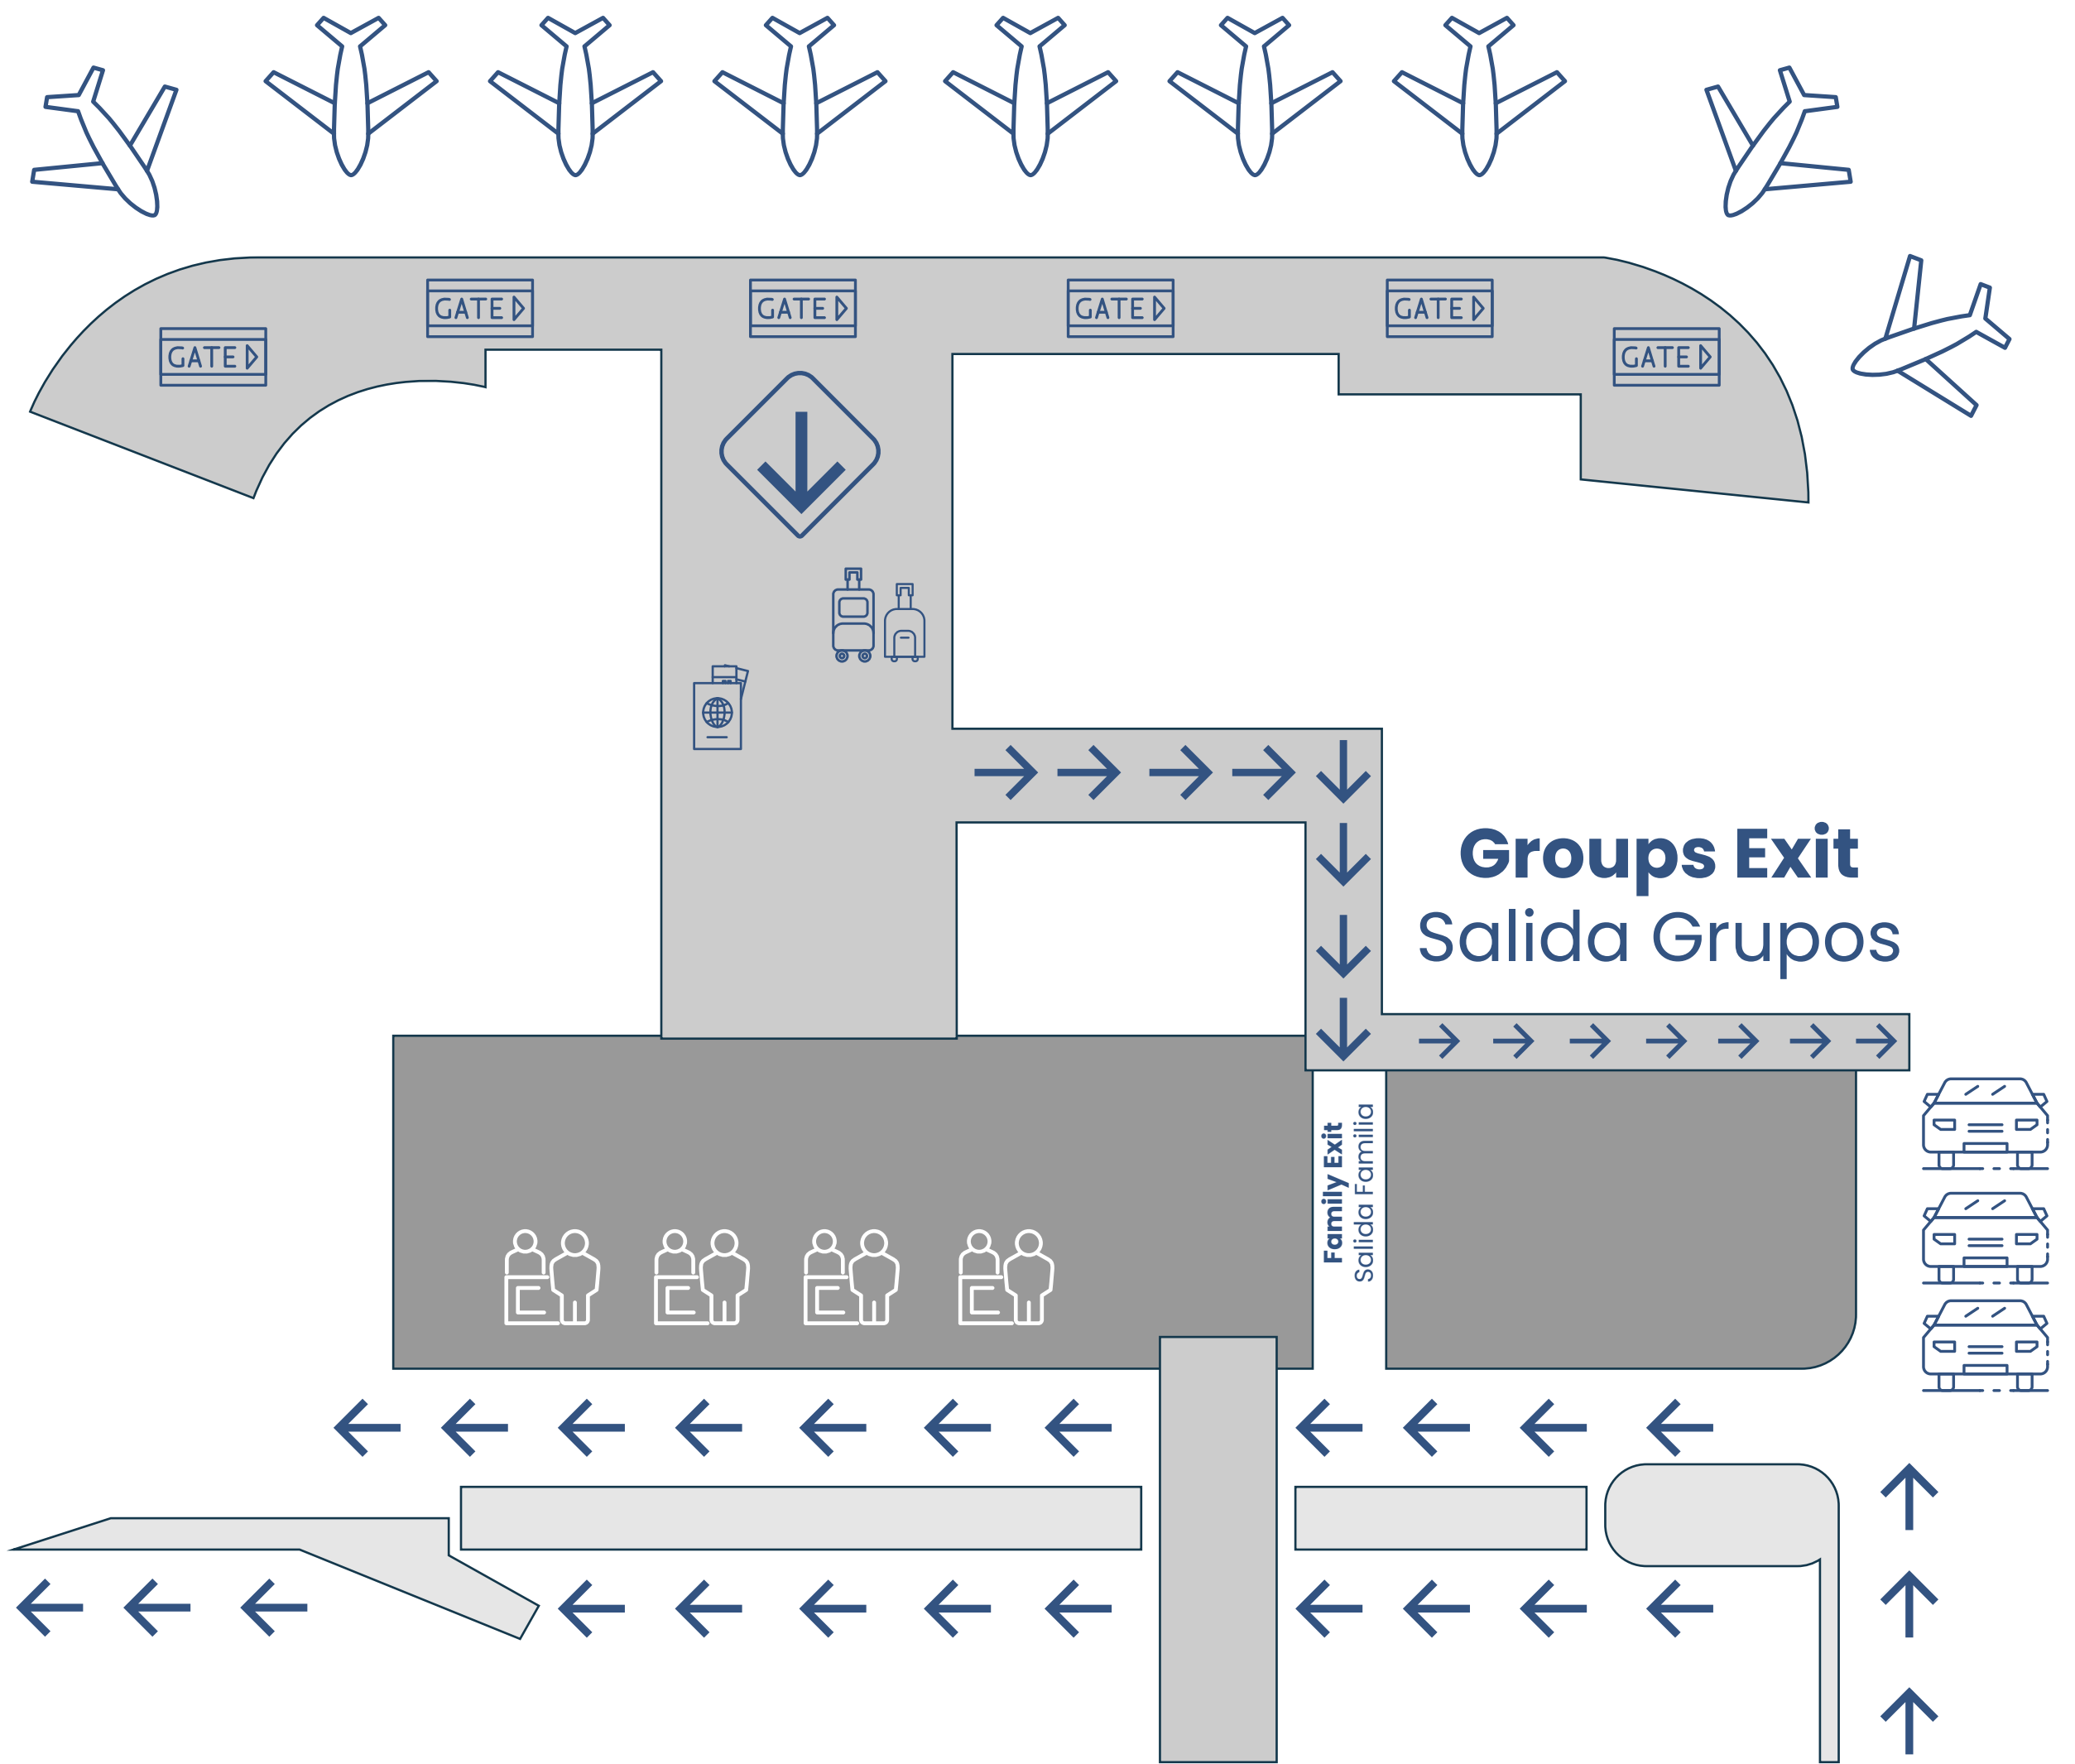 GATE
GATE
GATE
GATE
GATE
GATE
Groups Exit
Salida Grupos
Family Exit
Salida Familia